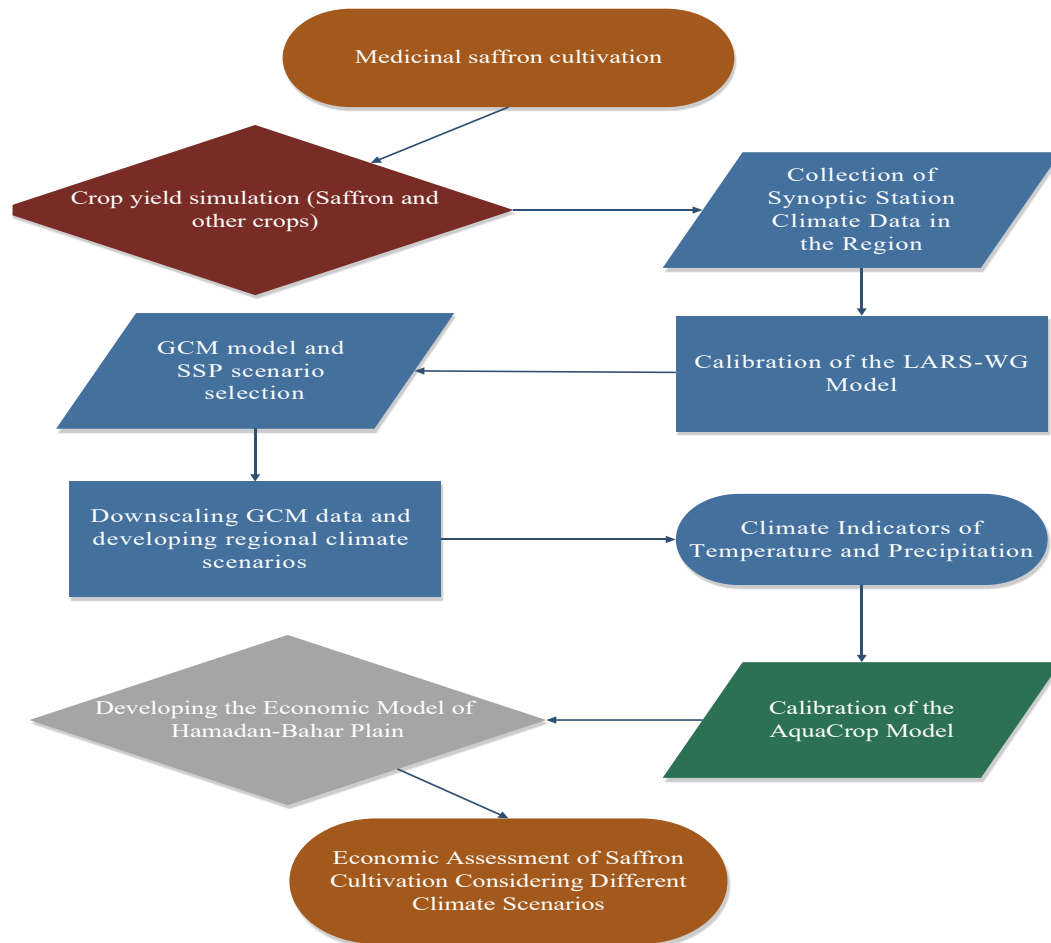 Medicinal saffron cultivation
Crop yield simulation (Saffron and
other crops)
Collection of
Synoptic Station
Climate Data in
the Region
Calibration of the LARS-WG
Model
GCM model and
SSP scenario
selection
Downscaling GCM data and
developing regional climate
scenarios
Climate Indicators of
Temperature and Precipitation
Calibration of the
AquaCrop Model
Developing the Economic Model of
Hamadan-Bahar Plain
Economic Assessment of Saffron
Cultivation Considering Different
Climate Scenarios